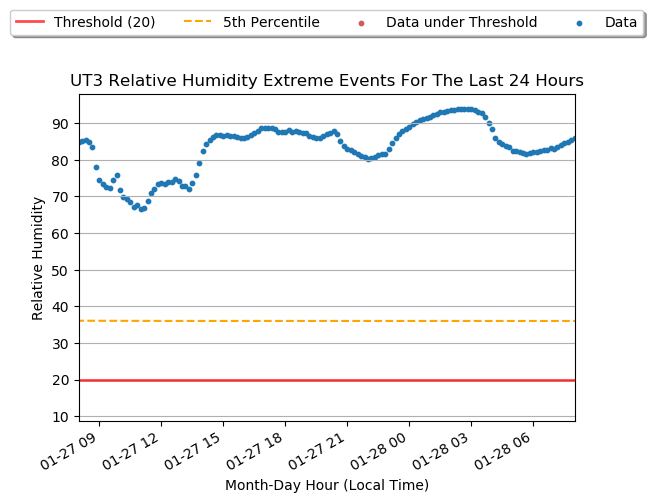 Threshold (20) 5th Percentile Data under Threshold Data
UT3 Relative Humidity Extreme Events For The Last 24 Hours
90
80
70
60
50
40
30
20
10
Relative Humidity
01-27 09 01-27 12 01-27 15 01-27 18 01-27 21 01-28 00 01-28 03 01-28 06
Month-Day Hour (Local Time)